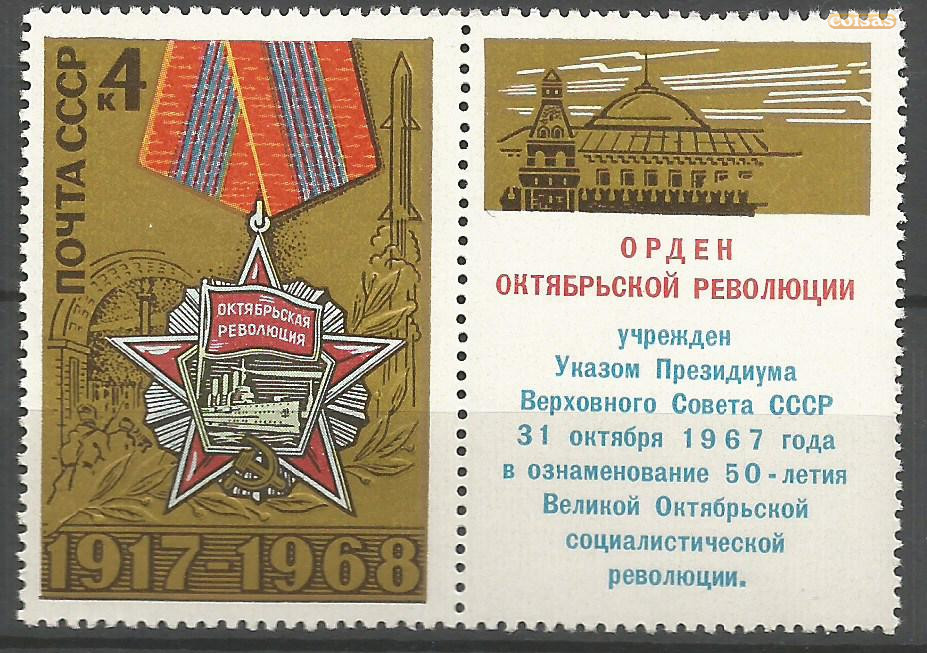 coisas
ПОЧТА СССР
4
к
ОКТЯБРЬСКАЯ
РЕВОЛЮЦИЯ
1917-1968
ОРДЕН
ОКТЯБРЬСКОЙ РЕВОЛЮЦИИ
учрежден
Указом Президиума
Верховного Совета СССР
31 октября 1967 года
в ознаменование 50-летия
Великой Октябрьской
социалистической
революции.